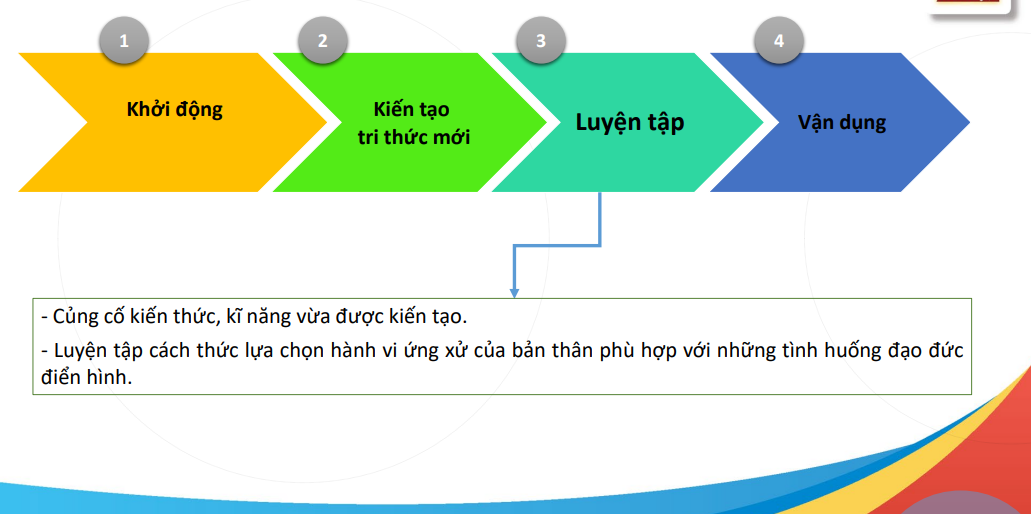 1
2
3
4
Khởi động
Kiến tạo
tri thức mới
Luyện tập
Vận dụng
- Củng cố kiến thức, kĩ năng vừa được kiến tạo.
- Luyện tập cách thức lựa chọn hành vi ứng xử của bản thân phù hợp với những tình huống đạo đức
điển hình.